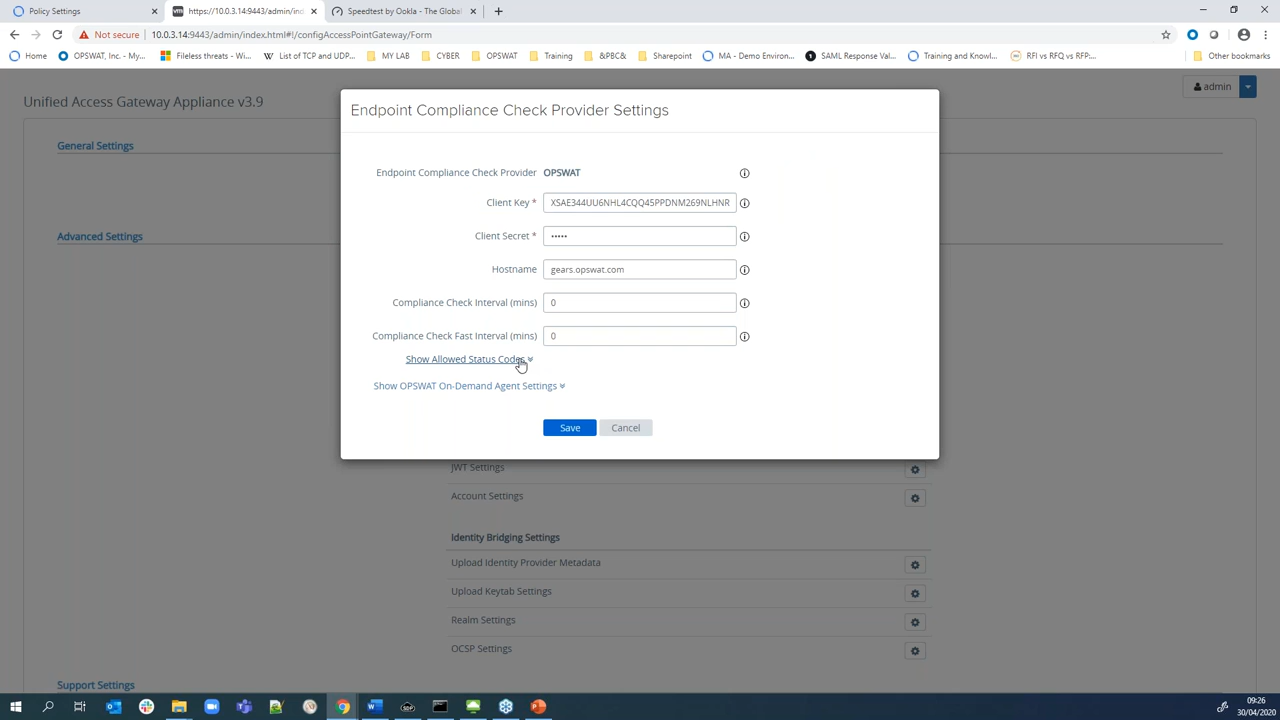 Policy Settings
https://10.0.3.14:9443/admin/ind
Speedtest by Ookla - The Global
Not secure
10.0.3.14:9443/admin/index.html#!/configAccessPointGateway/Form
Home
OPSWAT, Inc. - My...
Fileless threats - Wi...
List of TCP and UDP...
MY LAB
CYBER
OPSWAT
Training
&PBC&
Sharepoint
MA - Demo Environ...
SAML Response Val...
Training and Knowl...
RFI vs RFQ vs RFP:...
Other bookmarks
Unified Access Gateway Appliance v3.9
admin
General Settings
Advanced Settings
Endpoint Compliance Check Provider Settings
Endpoint Compliance Check Provider OPSWAT
Client Key * XSAE344UU6NHL4CQQ45PPDNM269NLHNR
Client Secret * •••••
Hostname gears.opswat.com
Compliance Check Interval (mins) 0
Compliance Check Fast Interval (mins) 0
Show Allowed Status Codes
Show OPSWAT On-Demand Agent Settings
Save Cancel
JWT Settings
Account Settings
Identity Bridging Settings
Upload Identity Provider Metadata
Upload Keytab Settings
Realm Settings
OCSP Settings
Support Settings
09:26
30/04/2020